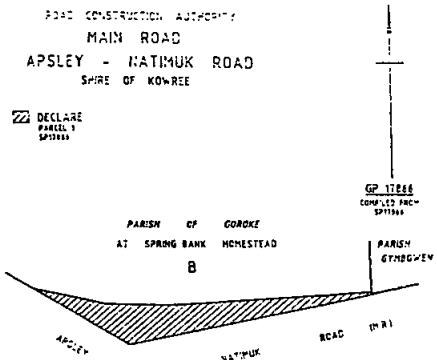 ROAD CONSTRUCTION AUTHORITY
MAIN ROAD
APSLEY - NATIMUK ROAD
SHIRE OF KOWREE
DECLARE
PARCEL 1
SP17866
GP 17866
COMPILED FROM
SP17866
PARISH OF GOROKE
AT SPRING BANK HOMESTEAD
B
PARISH
GYMBOWEN
APSLEY NATIMUK ROAD (M.R.)